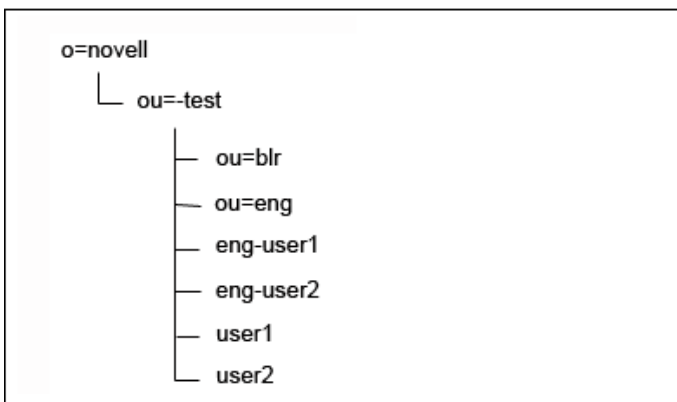 o=novell
ou=-test
ou=blr
ou=eng
eng-user1
eng-user2
user1
user2